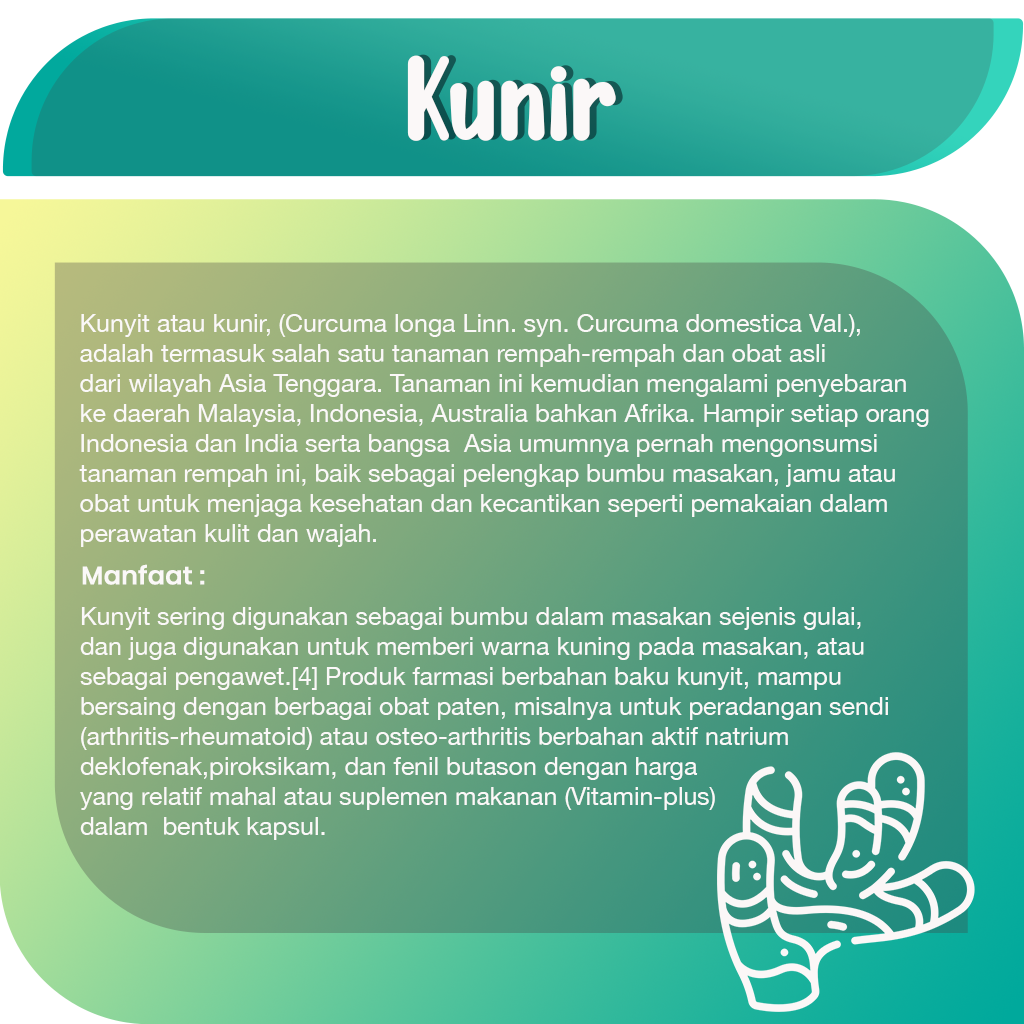 Kunir
Kunyit atau kunir, (Curcuma longa Linn. syn. Curcuma domestica Val.),
adalah termasuk salah satu tanaman rempah-rempah dan obat asli
dari wilayah Asia Tenggara. Tanaman ini kemudian mengalami penyebaran
ke daerah Malaysia, Indonesia, Australia bahkan Afrika. Hampir setiap orang
Indonesia dan India serta bangsa  Asia umumnya pernah mengonsumsi
tanaman rempah ini, baik sebagai pelengkap bumbu masakan, jamu atau
obat untuk menjaga kesehatan dan kecantikan seperti pemakaian dalam
perawatan kulit dan wajah.
Manfaat :
Kunyit sering digunakan sebagai bumbu dalam masakan sejenis gulai,
dan juga digunakan untuk memberi warna kuning pada masakan, atau
sebagai pengawet.[4] Produk farmasi berbahan baku kunyit, mampu
bersaing dengan berbagai obat paten, misalnya untuk peradangan sendi
(arthritis-rheumatoid) atau osteo-arthritis berbahan aktif natrium
deklofenak,piroksikam, dan fenil butason dengan harga
yang relatif mahal atau suplemen makanan (Vitamin-plus)
dalam  bentuk kapsul.